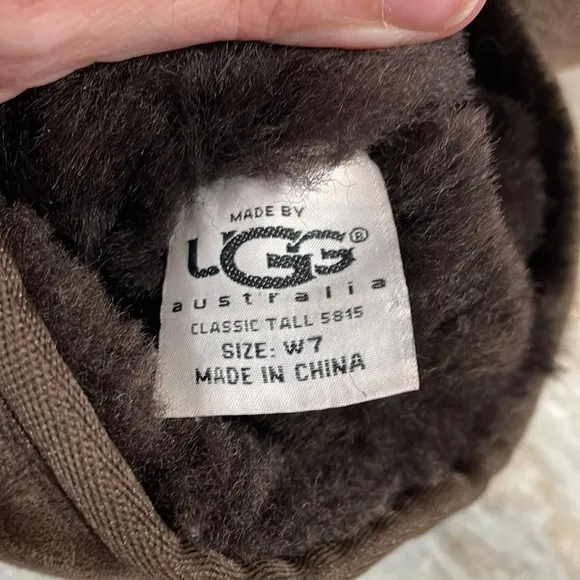 MADE BY
UGG®
australia
CLASSIC TALL 5815
SIZE: W7
MADE IN CHINA